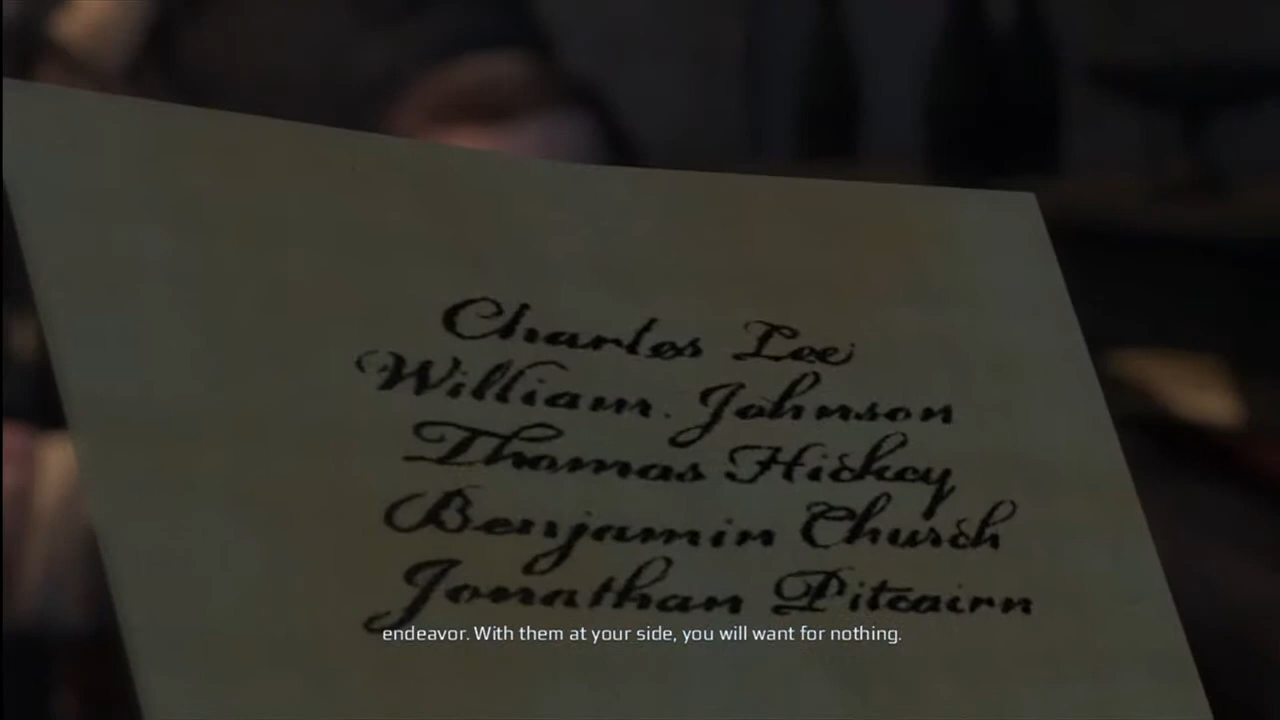 Charles Lee
William. Johnson
Thomas Hickey
Benjamin Church
Jonathan Pitcairn
endeavor. With them at your side, you will want for nothing.